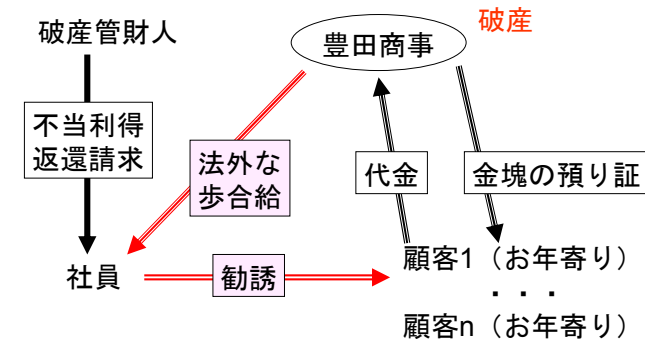 破産管財人
豊田商事
破産
不当利得
返還請求
法外な
歩合給
代金
金塊の預り証
社員
勧誘
顧客1（お年寄り）
・・・
顧客n（お年寄り）